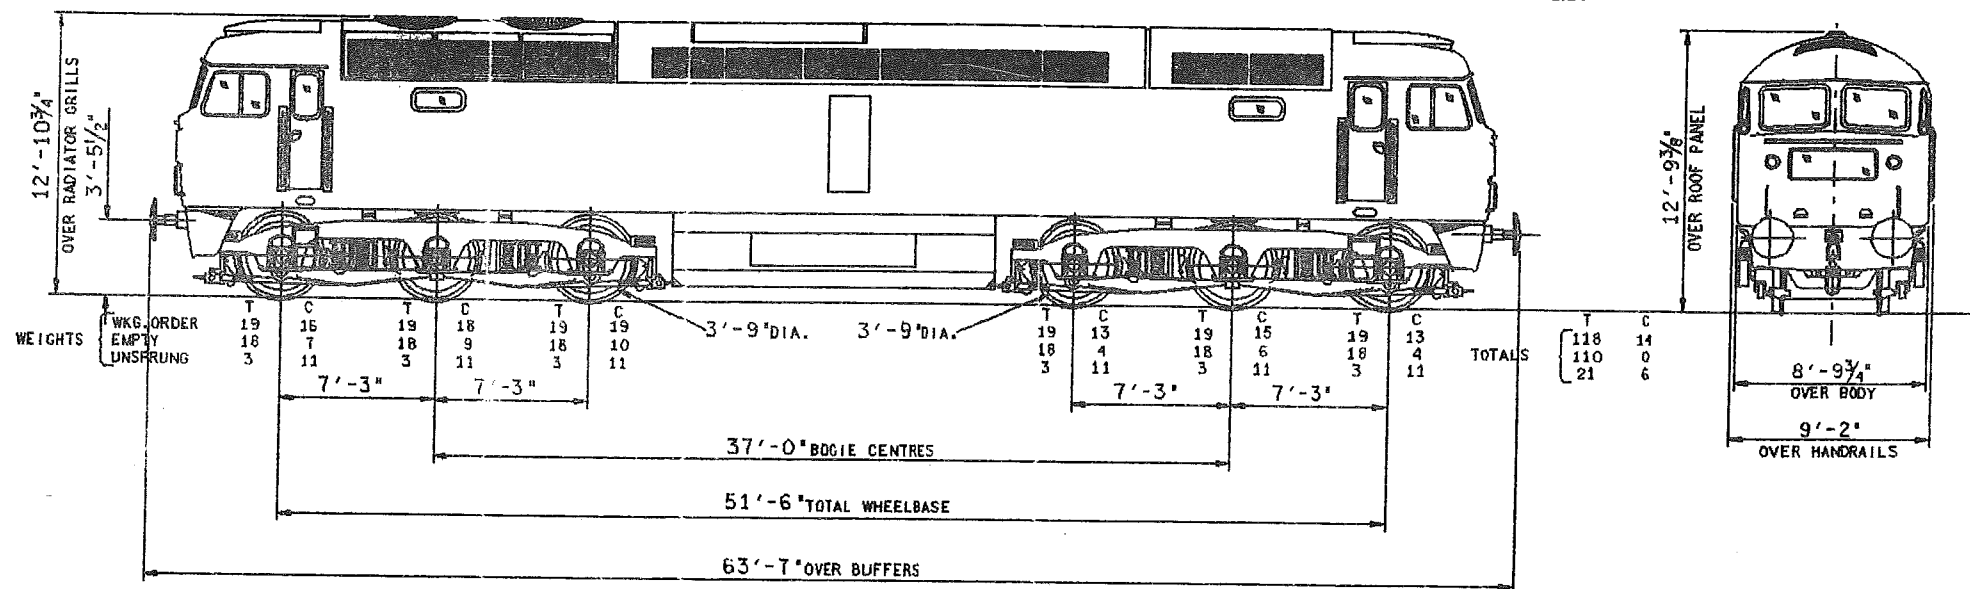 12'-10¾"
OVER RADIATOR GRILLS
3'-5½"
12'-9⅜"
OVER ROOF PANEL
T C T C T C T C T C T C T C
WEIGHTS
WKG.ORDER 19 16 19 18 19 19 19 13 19 15 19 13
EMPTY 18 7 18 9 18 10 18 4 18 6 18 4
UNSPRUNG 3 11 3 11 3 11 3 11 3 11 3 11
3'-9"DIA. 3'-9"DIA.
TOTALS
118 14
110 0
21 6
7'-3" 7'-3" 7'-3" 7'-3"
8'-9¾"
OVER BODY
9'-2"
OVER HANDRAILS
37'-0"BOGIE CENTRES
51'-6"TOTAL WHEELBASE
63'-7"OVER BUFFERS